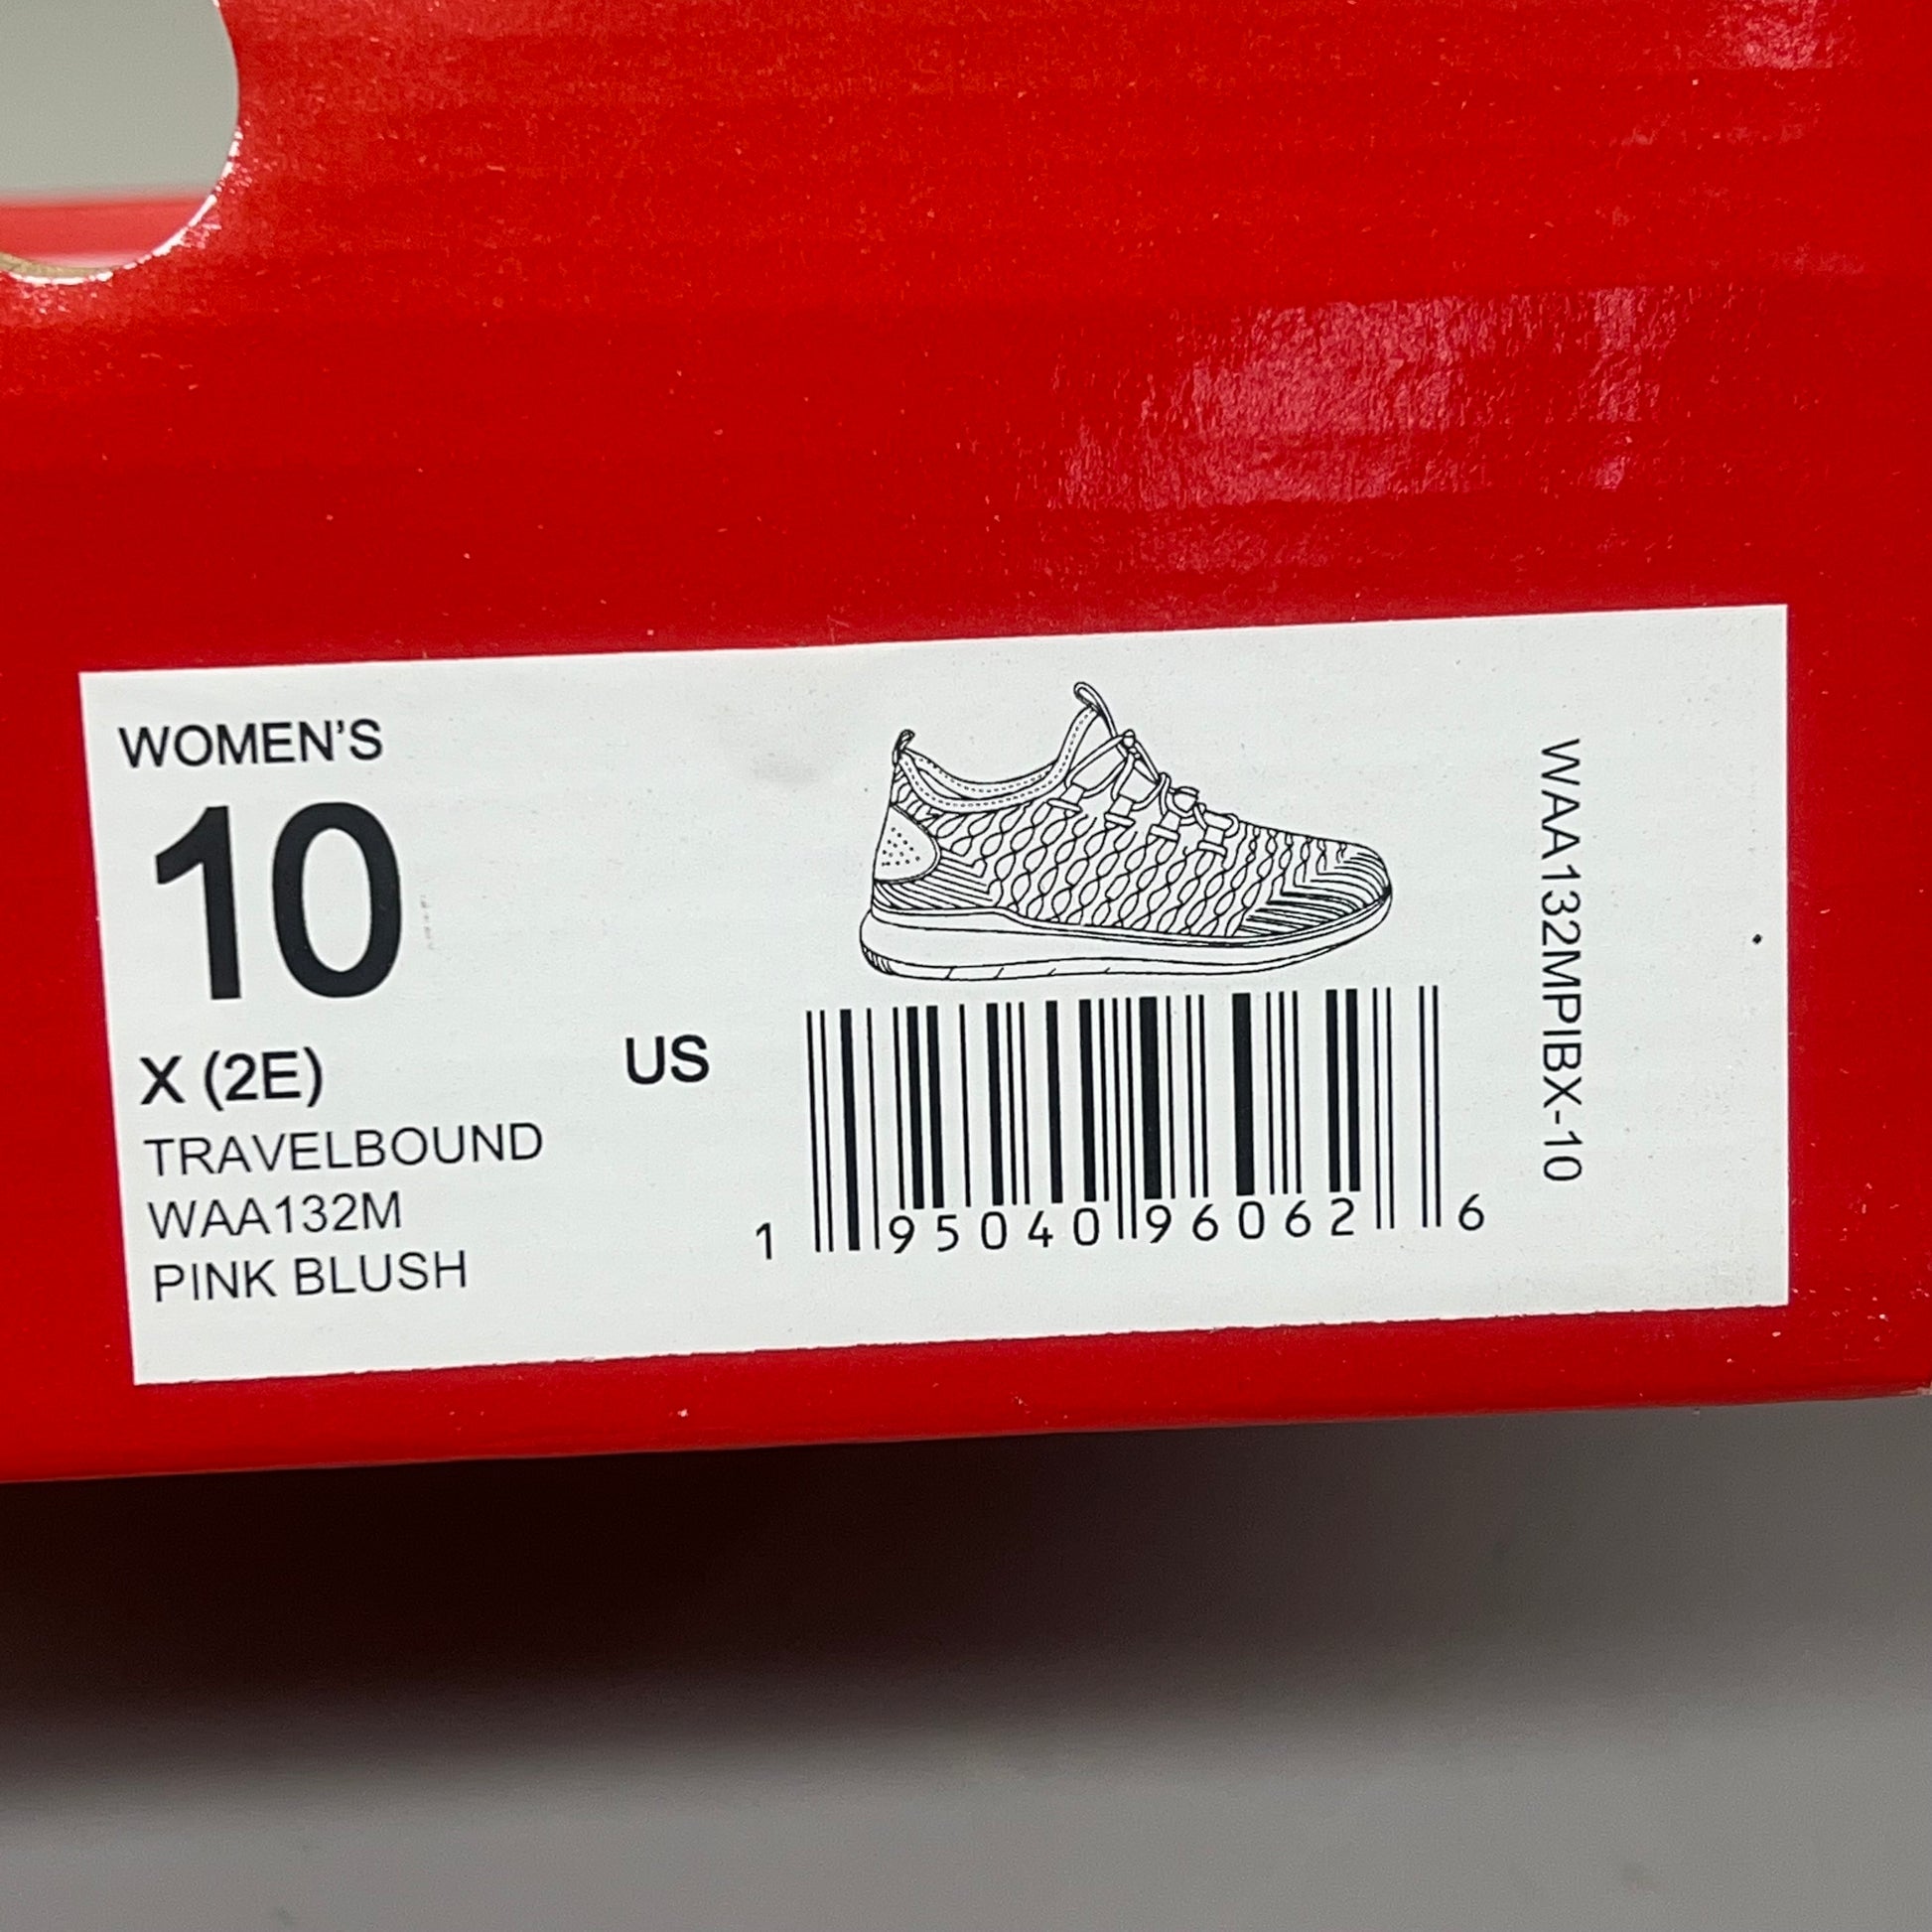 WOMEN'S
10
X (2E)
US
TRAVELBOUND
WAA132M
PINK BLUSH
1 95040 96062 6
WAA132MPIBX-10